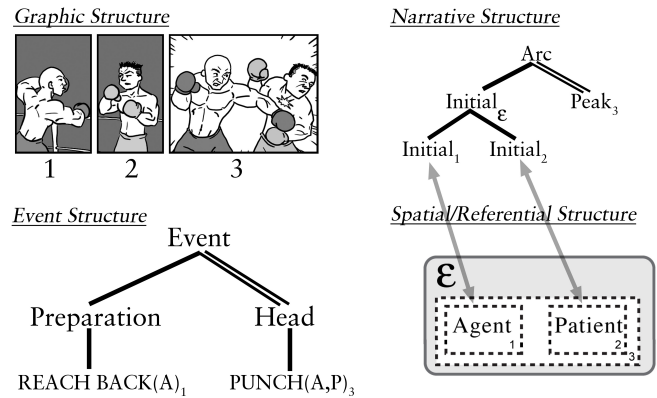 Graphic Structure
1 2 3
Event Structure
Event
Preparation Head
REACH BACK(A)1 PUNCH(A,P)3
Narrative Structure
Arc
Initial ε Peak3
Initial1 Initial2
Spatial/Referential Structure
ε
Agent Patient
1 2
3